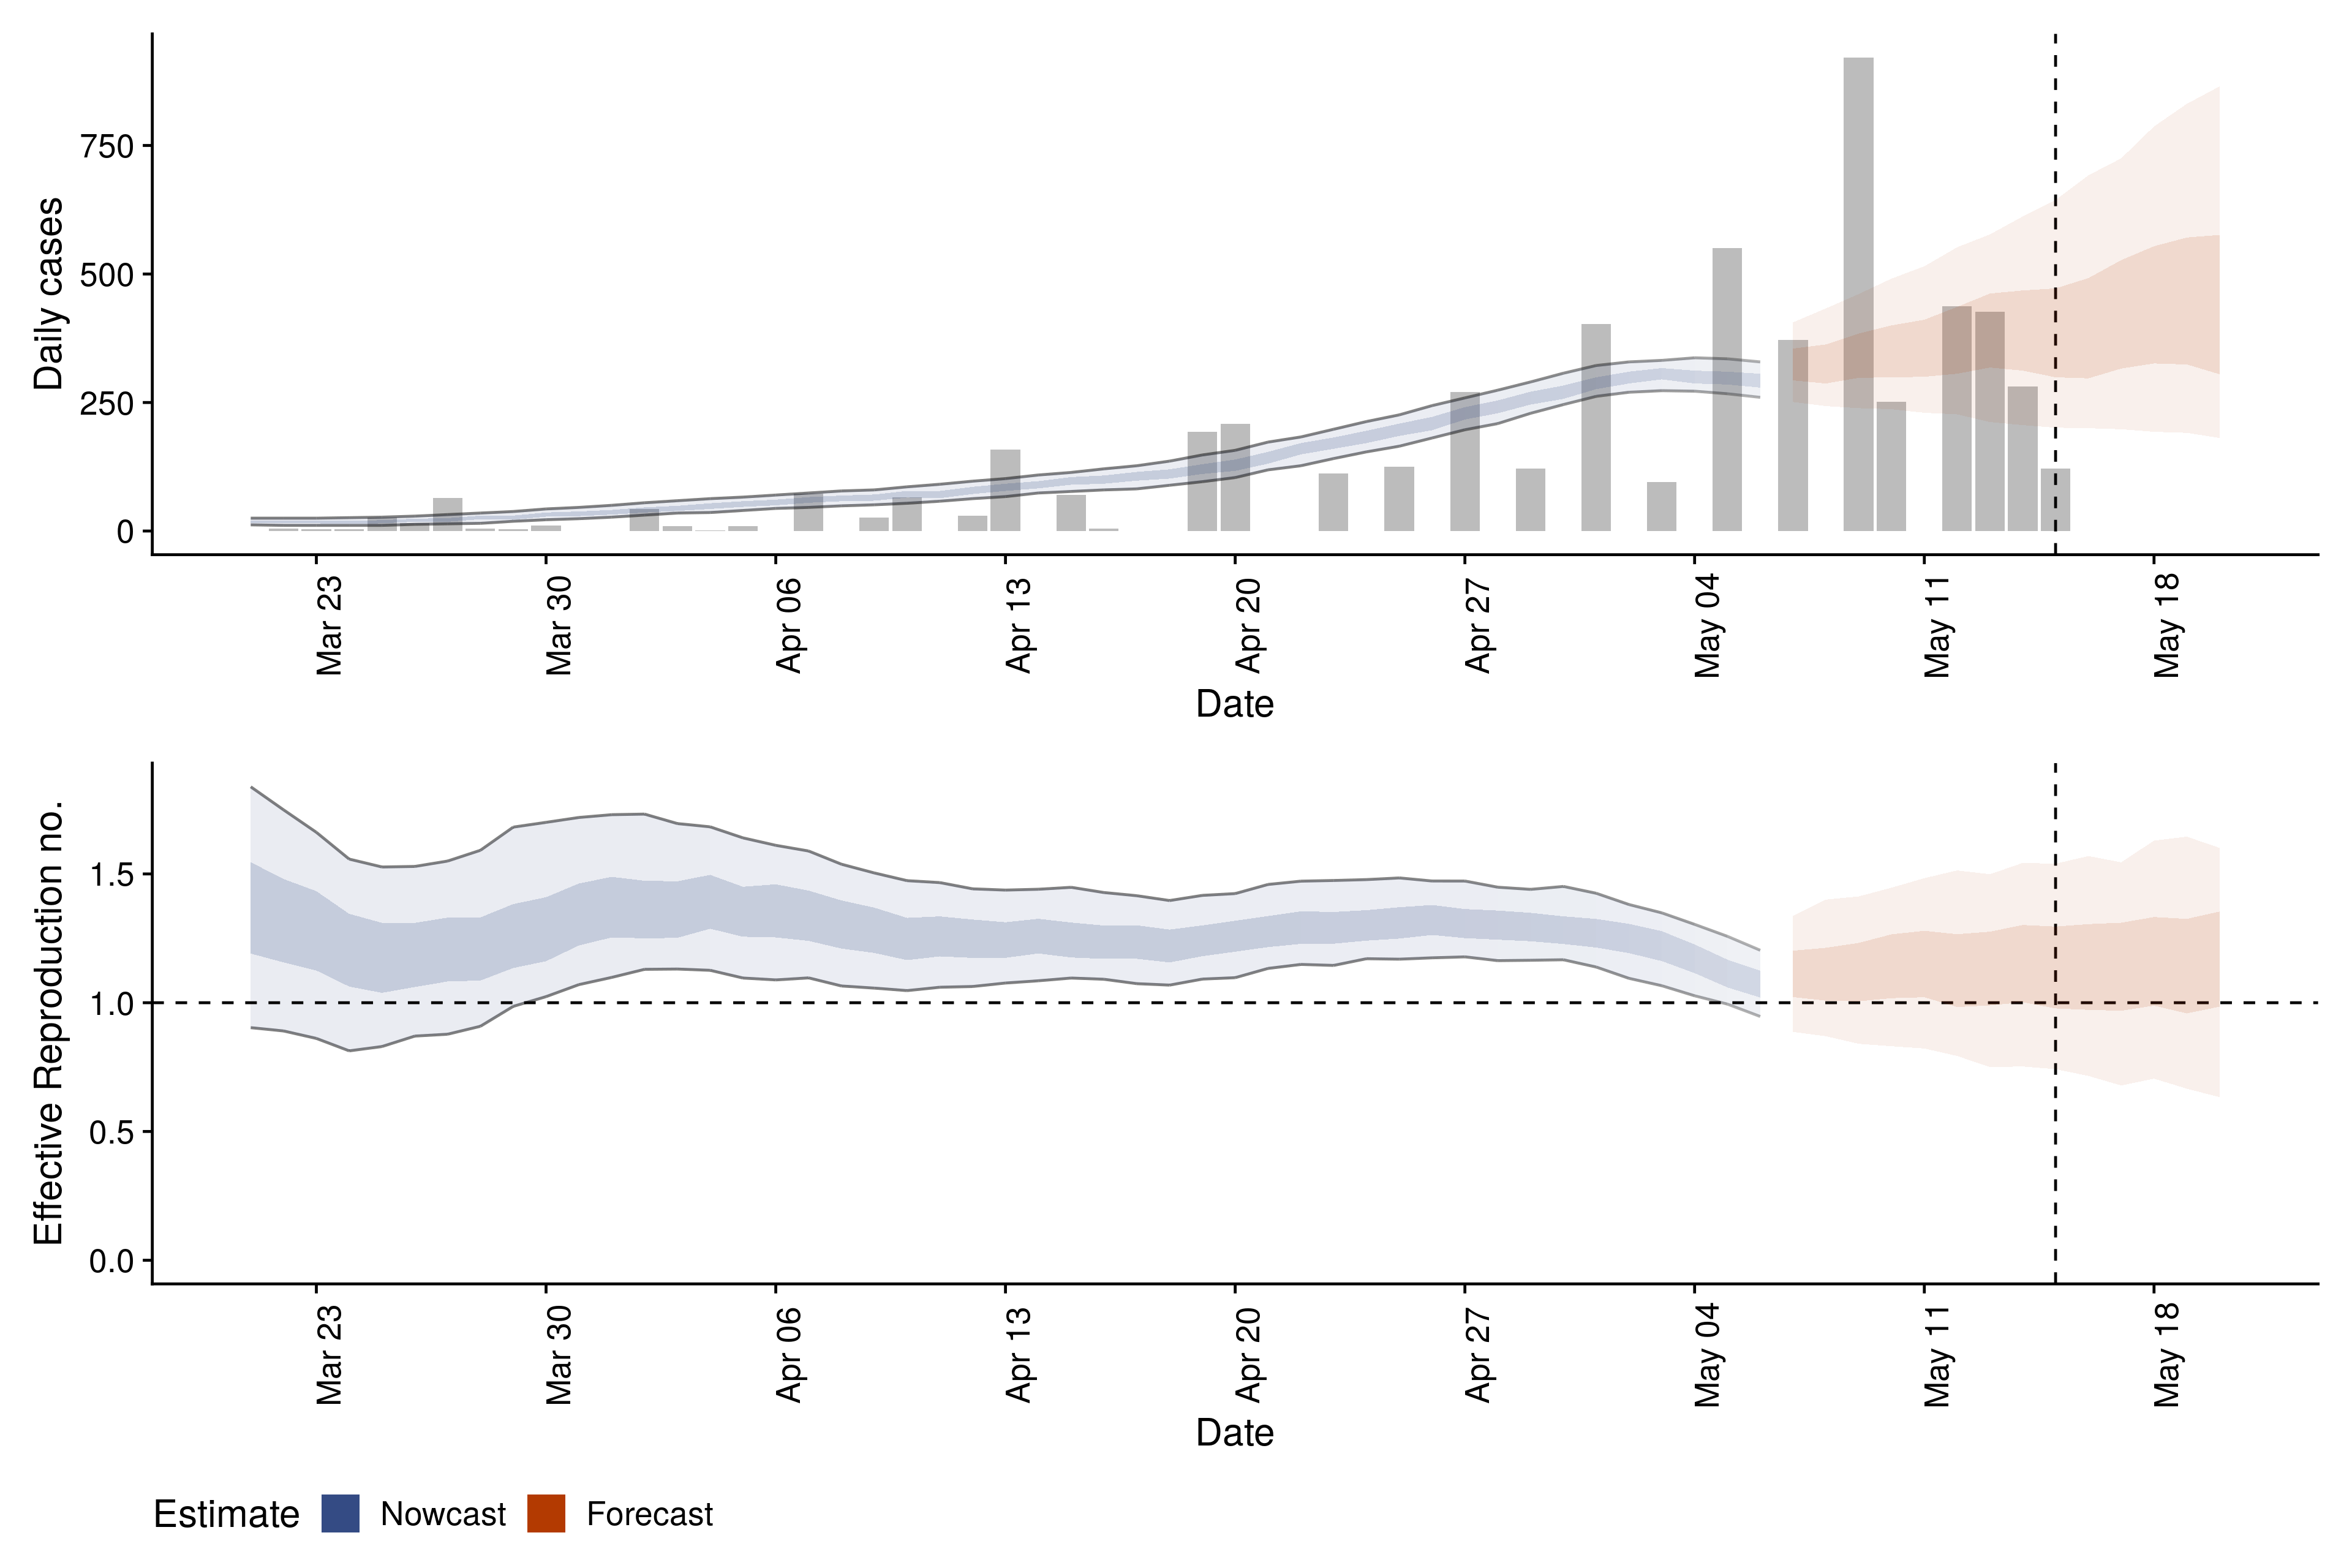 Daily cases
750
500
250
0
Mar 23
Mar 30
Apr 06
Apr 13
Apr 20
Apr 27
May 04
May 11
May 18
Date
Effective Reproduction no.
1.5
1.0
0.5
0.0
Mar 23
Mar 30
Apr 06
Apr 13
Apr 20
Apr 27
May 04
May 11
May 18
Date
Estimate Nowcast Forecast